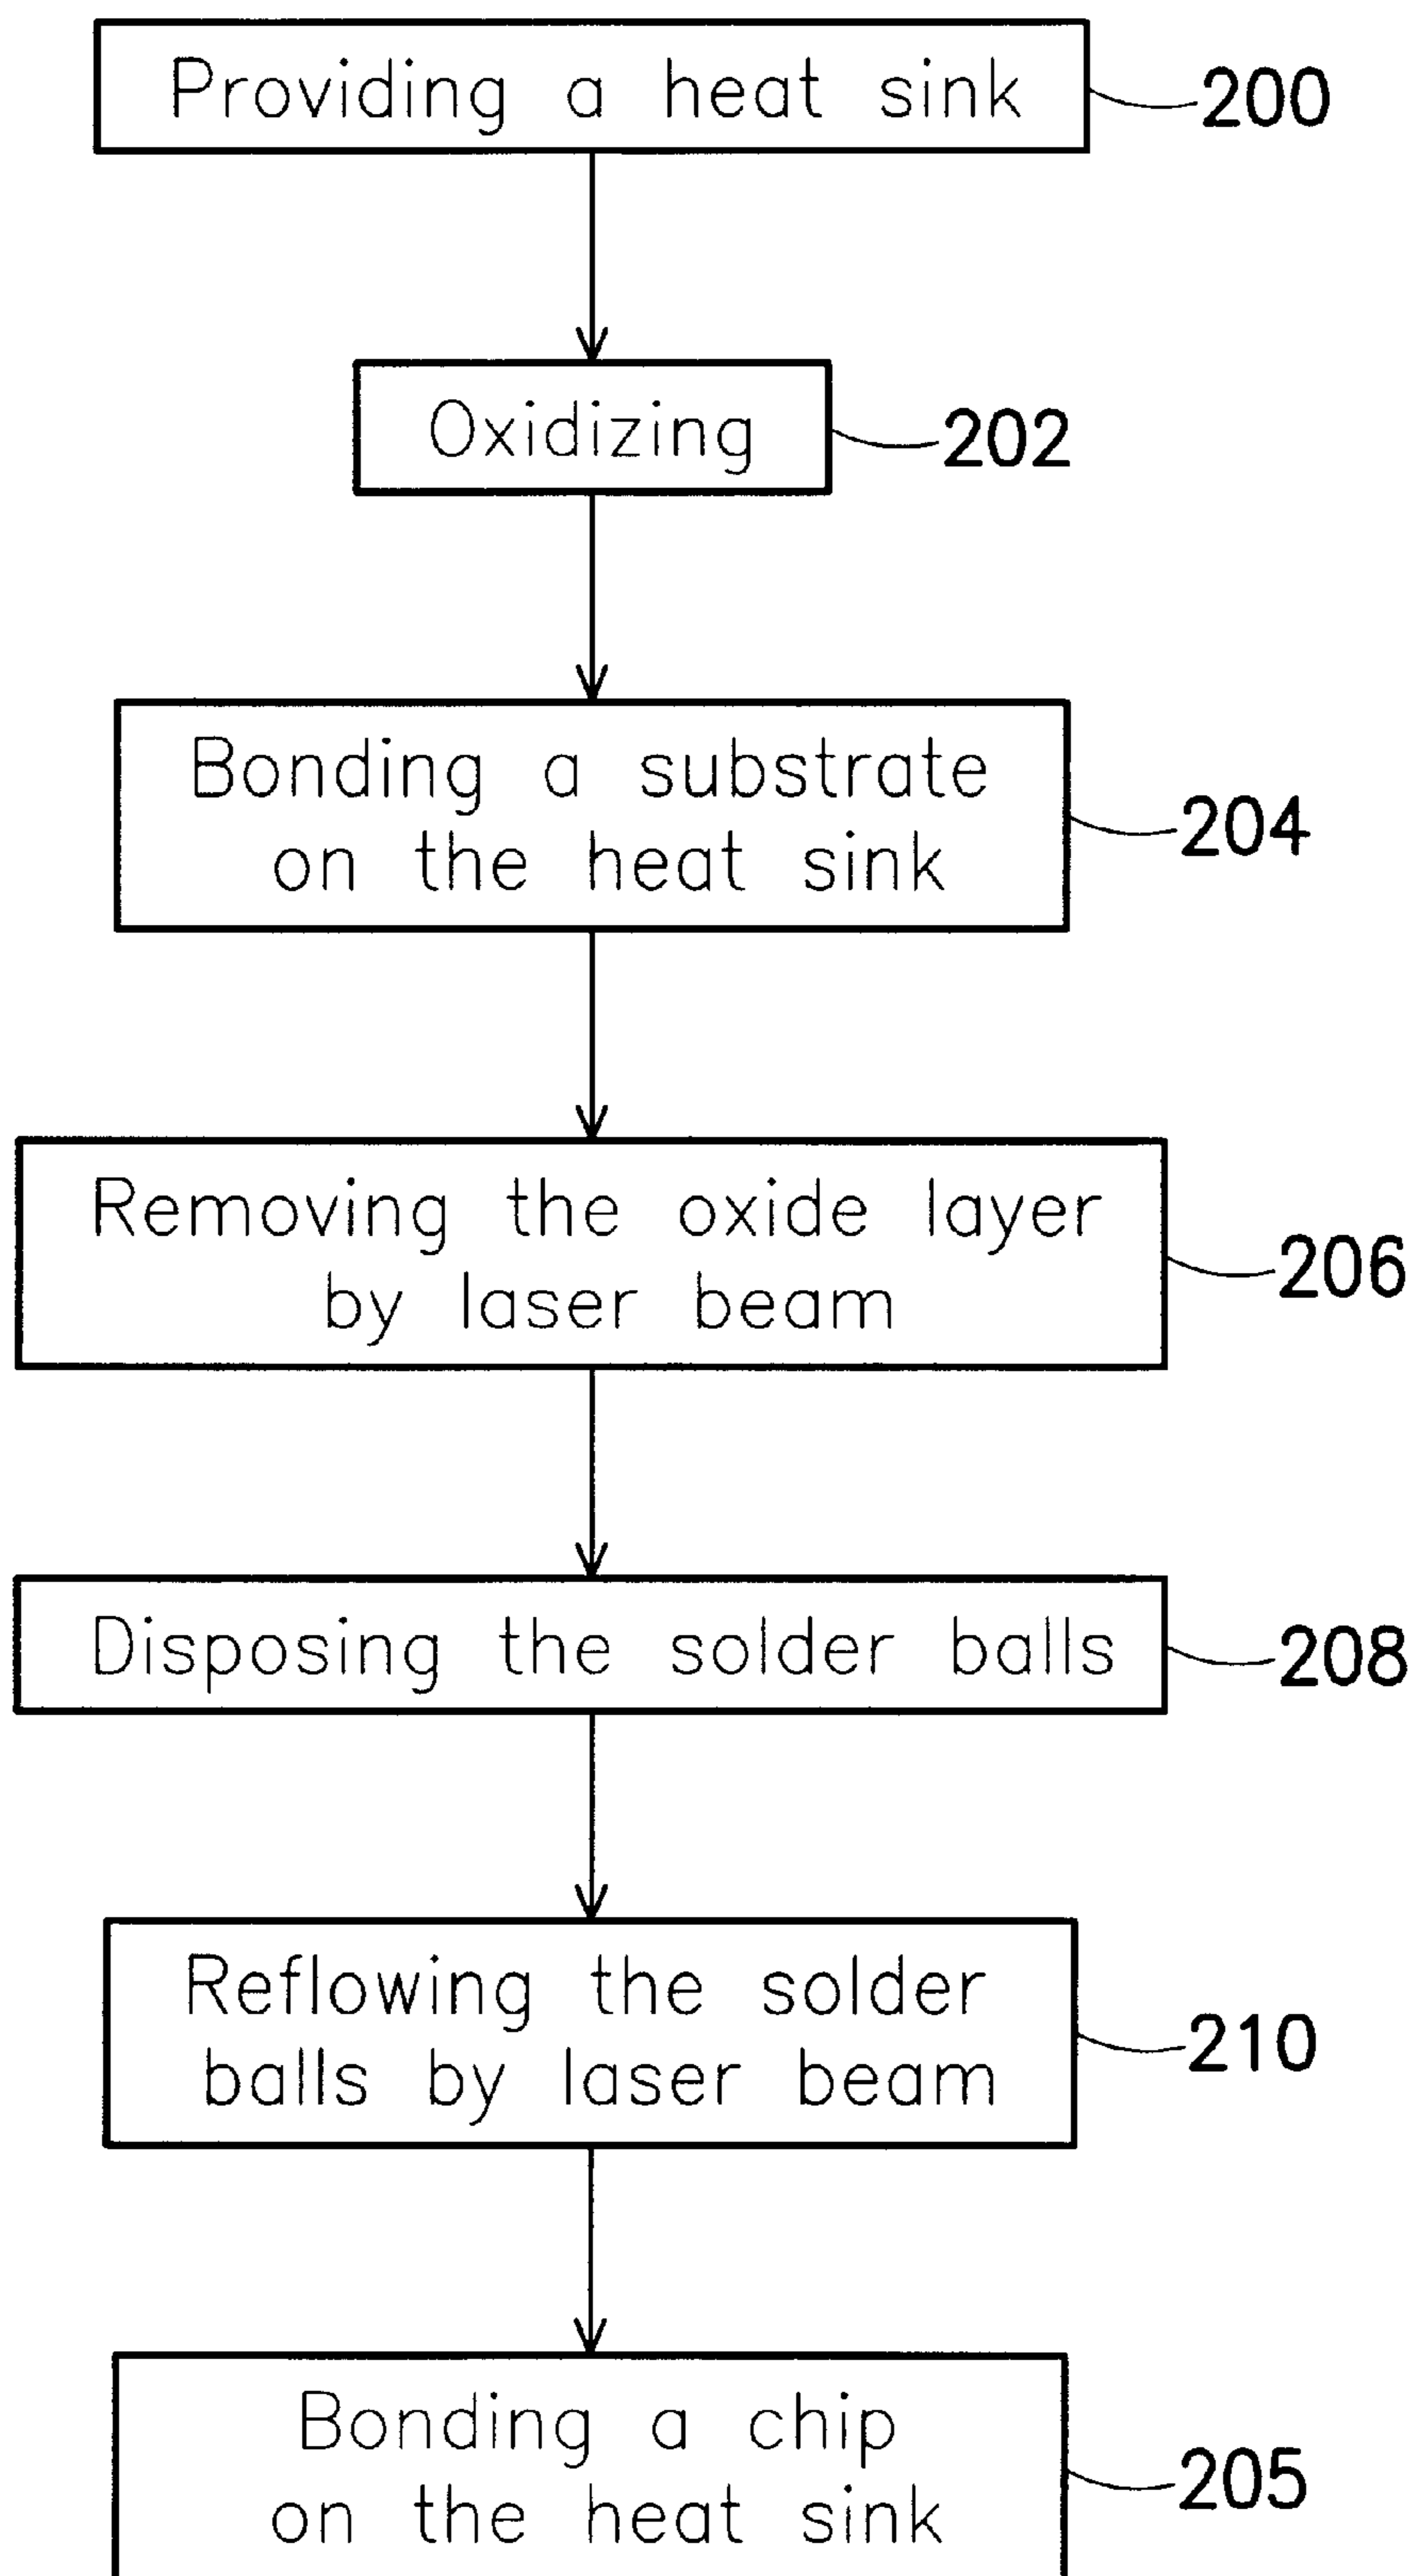 Providing a heat sink
200
Oxidizing
202
Bonding a substrate
on the heat sink
204
Removing the oxide layer
by laser beam
206
Disposing the solder balls
208
Reflowing the solder
balls by laser beam
210
Bonding a chip
on the heat sink
205